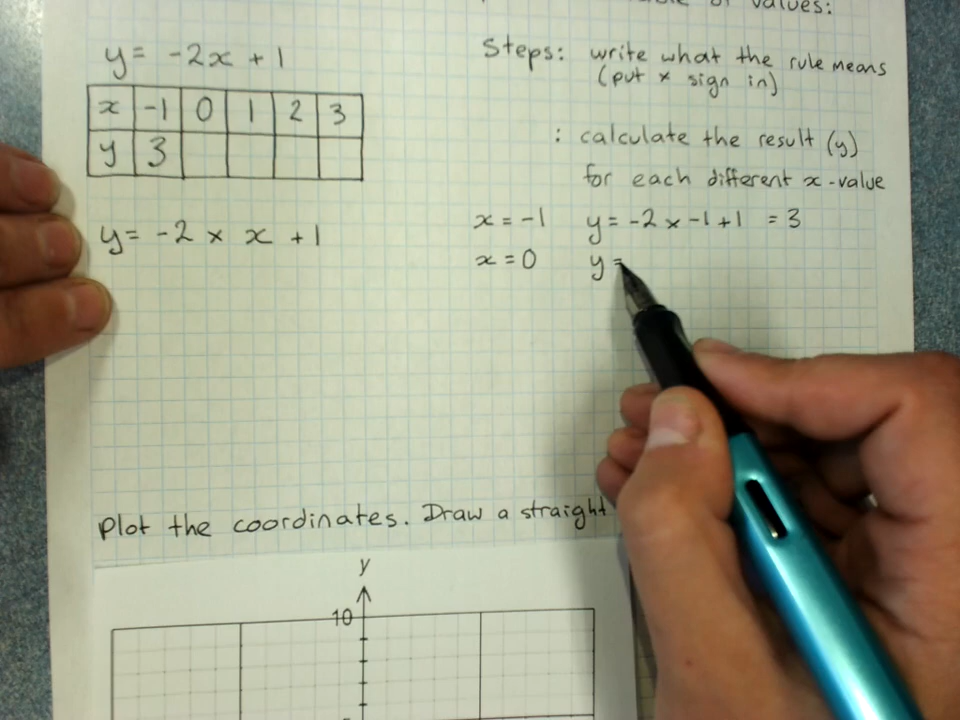 of values:
y = -2x + 1
x -1 0 1 2 3
y 3
y = -2 × x + 1
Steps: write what the rule means
(put × sign in)
: calculate the result (y)
for each different x-value
x = -1 y = -2 × -1 + 1 = 3
x = 0 y =
Plot the coordinates. Draw a straight
y
10